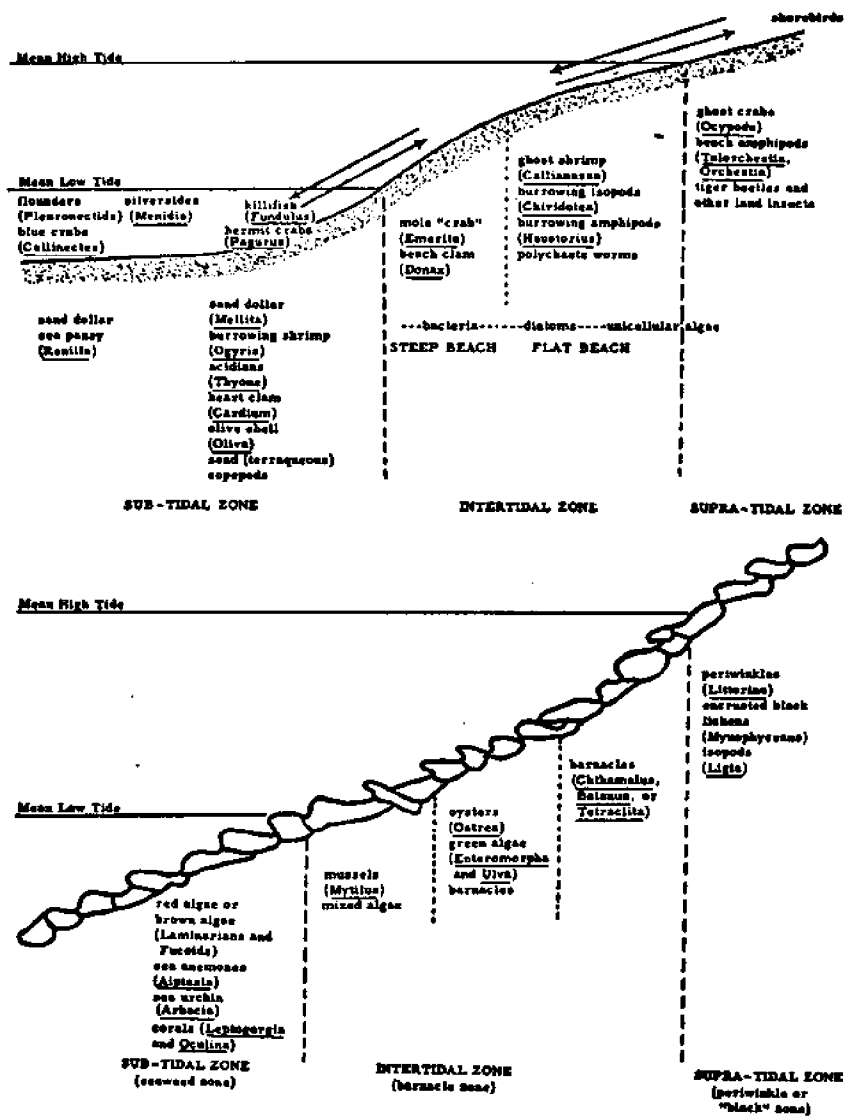 shorebirds
Mean High Tide
ghost crabs
(Ocypode)
beach amphipods
(Talorchestia,
Orchestia)
tiger beetles and
other land insects
Mean Low Tide
flounders
(Pleuronectids)
blue crabs
(Callinectes)
silversides
(Menidia)
killifish
(Fundulus)
hermit crabs
(Pagurus)
mole "crab"
(Emerita)
beach clam
(Donax)
ghost shrimp
(Callianassa)
burrowing isopods
(Chiridotea)
burrowing amphipods
(Haustorius)
polychaete worms
sand dollar
sea pansy
(Renilla)
sand dollar
(Mellita)
burrowing shrimp
(Ogyris)
acidians
(Thyone)
heart clam
(Cardium)
olive shell
(Oliva)
sand (terraqueous)
copepods
---bacteria------diatoms----unicellular algae
STEEP BEACH FLAT BEACH
SUB-TIDAL ZONE INTERTIDAL ZONE SUPRA-TIDAL ZONE
Mean High Tide
periwinkles
(Littorina)
encrusted black
lichens
isopods
(Ligia)
Mean Low Tide
barnacles
(Chthamalus,
Balanus, or
Tetraclita)
oysters
(Ostrea)
green algae
(Enteromorpha
and Ulva)
barnacles
mussels
(Mytilus)
mixed algae
red algae or
brown algae
(Laminarians and
Fucoids)
sea anemones
(Aiptasia)
sea urchin
(Arbacia)
corals (Leptogorgia
and Oculina)
SUB-TIDAL ZONE
(seaweed zone)
INTERTIDAL ZONE
(barnacle zone)
SUPRA-TIDAL ZONE
(periwinkle or
"black" zone)